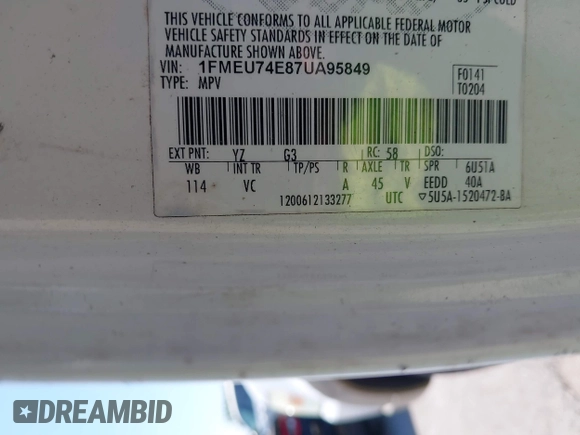 THIS VEHICLE CONFORMS TO ALL APPLICABLE FEDERAL MOTOR
VEHICLE SAFETY STANDARDS IN EFFECT ON THE DATE OF
MANUFACTURE SHOWN ABOVE.
VIN: 1FMEU74E87UA95849
TYPE: MPV
F0141
T0204
EXT PNT: YZ G3 RC: 58 DSO:
WB INT TR TP/PS R AXLE TR SPR 6U51A
114 VC A 45 V EEDD 40A
1200612133277 UTC ▽5U5A-1520472-BA
DREAMBID